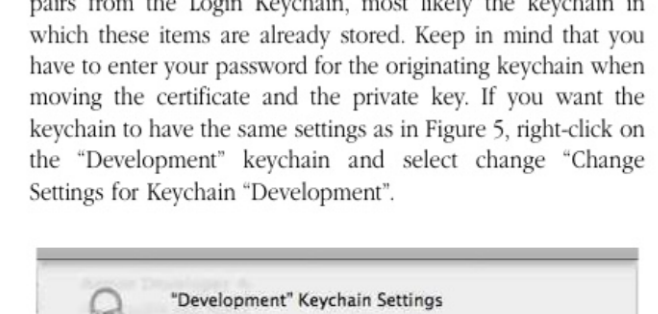 pairs from the Login Keychain, most likely the keychain in
which these items are already stored. Keep in mind that you
have to enter your password for the originating keychain when
moving the certificate and the private key. If you want the
keychain to have the same settings as in Figure 5, right-click on
the “Development” keychain and select change “Change
Settings for Keychain “Development”.
“Development” Keychain Settings